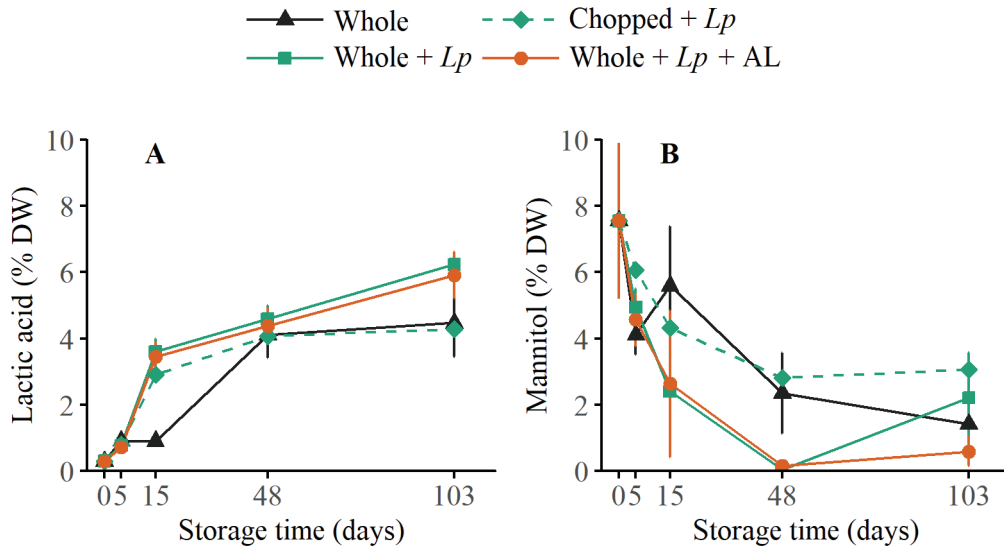 Whole
Chopped + Lp
Whole + Lp
Whole + Lp + AL
A
10
8
6
4
2
0
Lactic acid (% DW)
0 5 15 48 103
Storage time (days)
B
10
8
6
4
2
0
Mannitol (% DW)
0 5 15 48 103
Storage time (days)